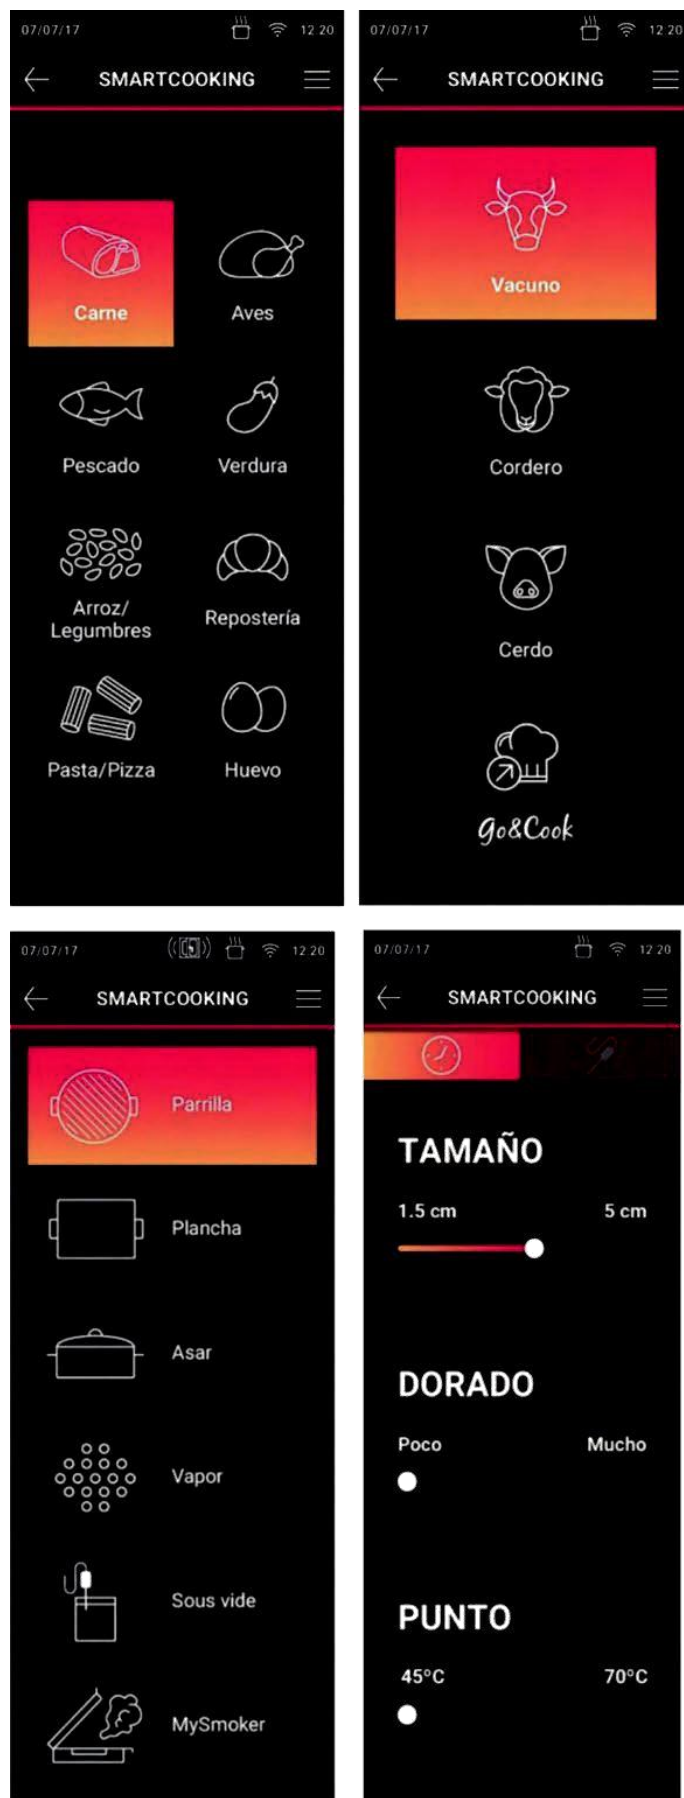 07/07/17 12:20
SMARTCOOKING
Carne Aves
Pescado Verdura
Arroz/
Legumbres
Repostería
Pasta/Pizza Huevo
07/07/17 12:20
SMARTCOOKING
Vacuno
Cordero
Cerdo
Go&Cook
07/07/17 12:20
SMARTCOOKING
Parrilla
Plancha
Asar
Vapor
Sous vide
MySmoker
07/07/17 12:20
SMARTCOOKING
TAMAÑO
1.5 cm 5 cm
DORADO
Poco Mucho
PUNTO
45ºC 70ºC